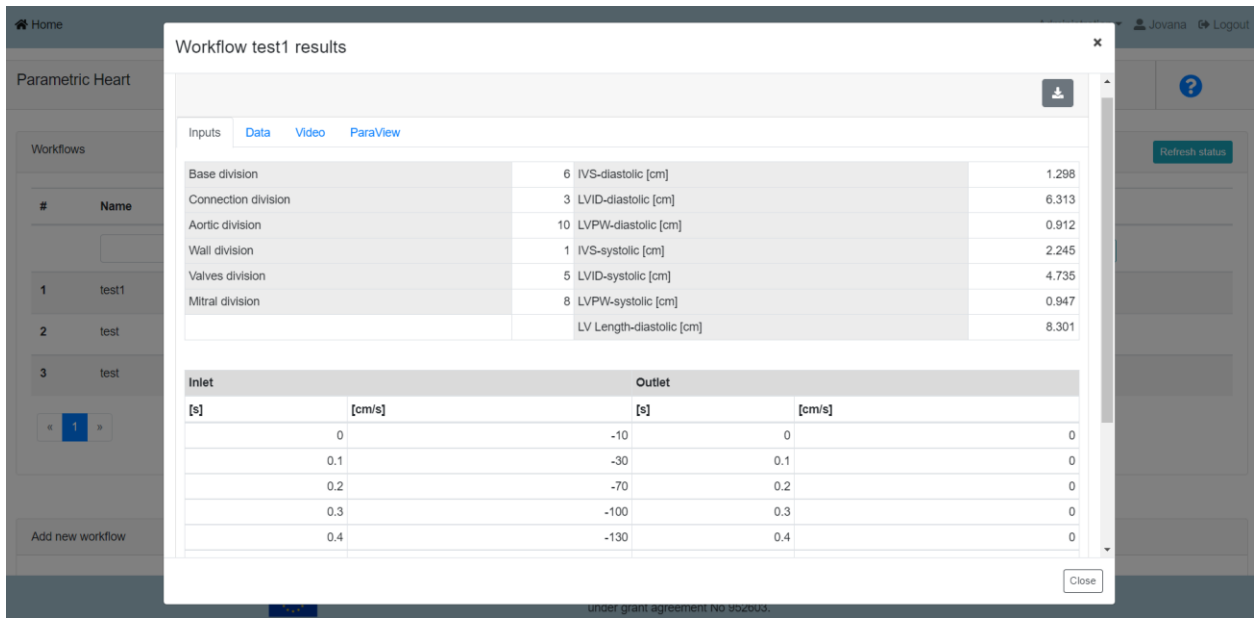 Home
Jovana Logout
Workflow test1 results ×
Parametric Heart
Inputs Data Video ParaView
Workflows
Refresh status
Base division 6 IVS-diastolic [cm] 1.298
# Name
Connection division 3 LVID-diastolic [cm] 6.313
Aortic division 10 LVPW-diastolic [cm] 0.912
Wall division 1 IVS-systolic [cm] 2.245
Valves division 5 LVID-systolic [cm] 4.735
1 test1
Mitral division 8 LVPW-systolic [cm] 0.947
2 test
LV Length-diastolic [cm] 8.301
3 test
Inlet Outlet
[s] [cm/s] [s] [cm/s]
« 1 »
0 -10 0 0
0.1 -30 0.1 0
0.2 -70 0.2 0
0.3 -100 0.3 0
Add new workflow
0.4 -130 0.4 0
Close
under grant agreement No 952603.